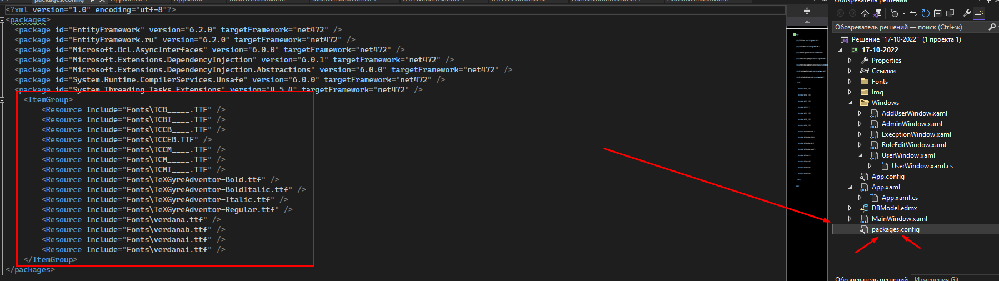 packages.config
<?xml version="1.0" encoding="utf-8"?>
<packages>
<package id="EntityFramework" version="6.2.0" targetFramework="net472" />
<package id="EntityFramework.ru" version="6.2.0" targetFramework="net472" />
<package id="Microsoft.Bcl.AsyncInterfaces" version="6.0.0" targetFramework="net472" />
<package id="Microsoft.Extensions.DependencyInjection" version="6.0.1" targetFramework="net472" />
<package id="Microsoft.Extensions.DependencyInjection.Abstractions" version="6.0.0" targetFramework="net472" />
<package id="System.Runtime.CompilerServices.Unsafe" version="6.0.0" targetFramework="net472" />
<package id="System.Threading.Tasks.Extensions" version="4.5.4" targetFramework="net472" />
<ItemGroup>
<Resource Include="Fonts\TCB_____.TTF" />
<Resource Include="Fonts\TCBI____.TTF" />
<Resource Include="Fonts\TCCB____.TTF" />
<Resource Include="Fonts\TCCEB.TTF" />
<Resource Include="Fonts\TCCM____.TTF" />
<Resource Include="Fonts\TCM_____.TTF" />
<Resource Include="Fonts\TCMI____.TTF" />
<Resource Include="Fonts\TeXGyreAdventor-Bold.ttf" />
<Resource Include="Fonts\TeXGyreAdventor-BoldItalic.ttf" />
<Resource Include="Fonts\TeXGyreAdventor-Italic.ttf" />
<Resource Include="Fonts\TeXGyreAdventor-Regular.ttf" />
<Resource Include="Fonts\verdana.ttf" />
<Resource Include="Fonts\verdanab.ttf" />
<Resource Include="Fonts\verdanai.ttf" />
<Resource Include="Fonts\verdanai.ttf" />
</ItemGroup>
</packages>
Обозреватель решений
Обозреватель решений — поиск (Ctrl+ж)
Решение "17-10-2022" (1 проекта 1)
C# 17-10-2022
Properties
Ссылки
Fonts
Img
Windows
AddUserWindow.xaml
AdminWindow.xaml
ExecptionWindow.xaml
RoleEditWindow.xaml
UserWindow.xaml
UserWindow.xaml.cs
App.config
App.xaml
App.xaml.cs
DBModel.edmx
MainWindow.xaml
packages.config
Обозреватель решений Изменения Git